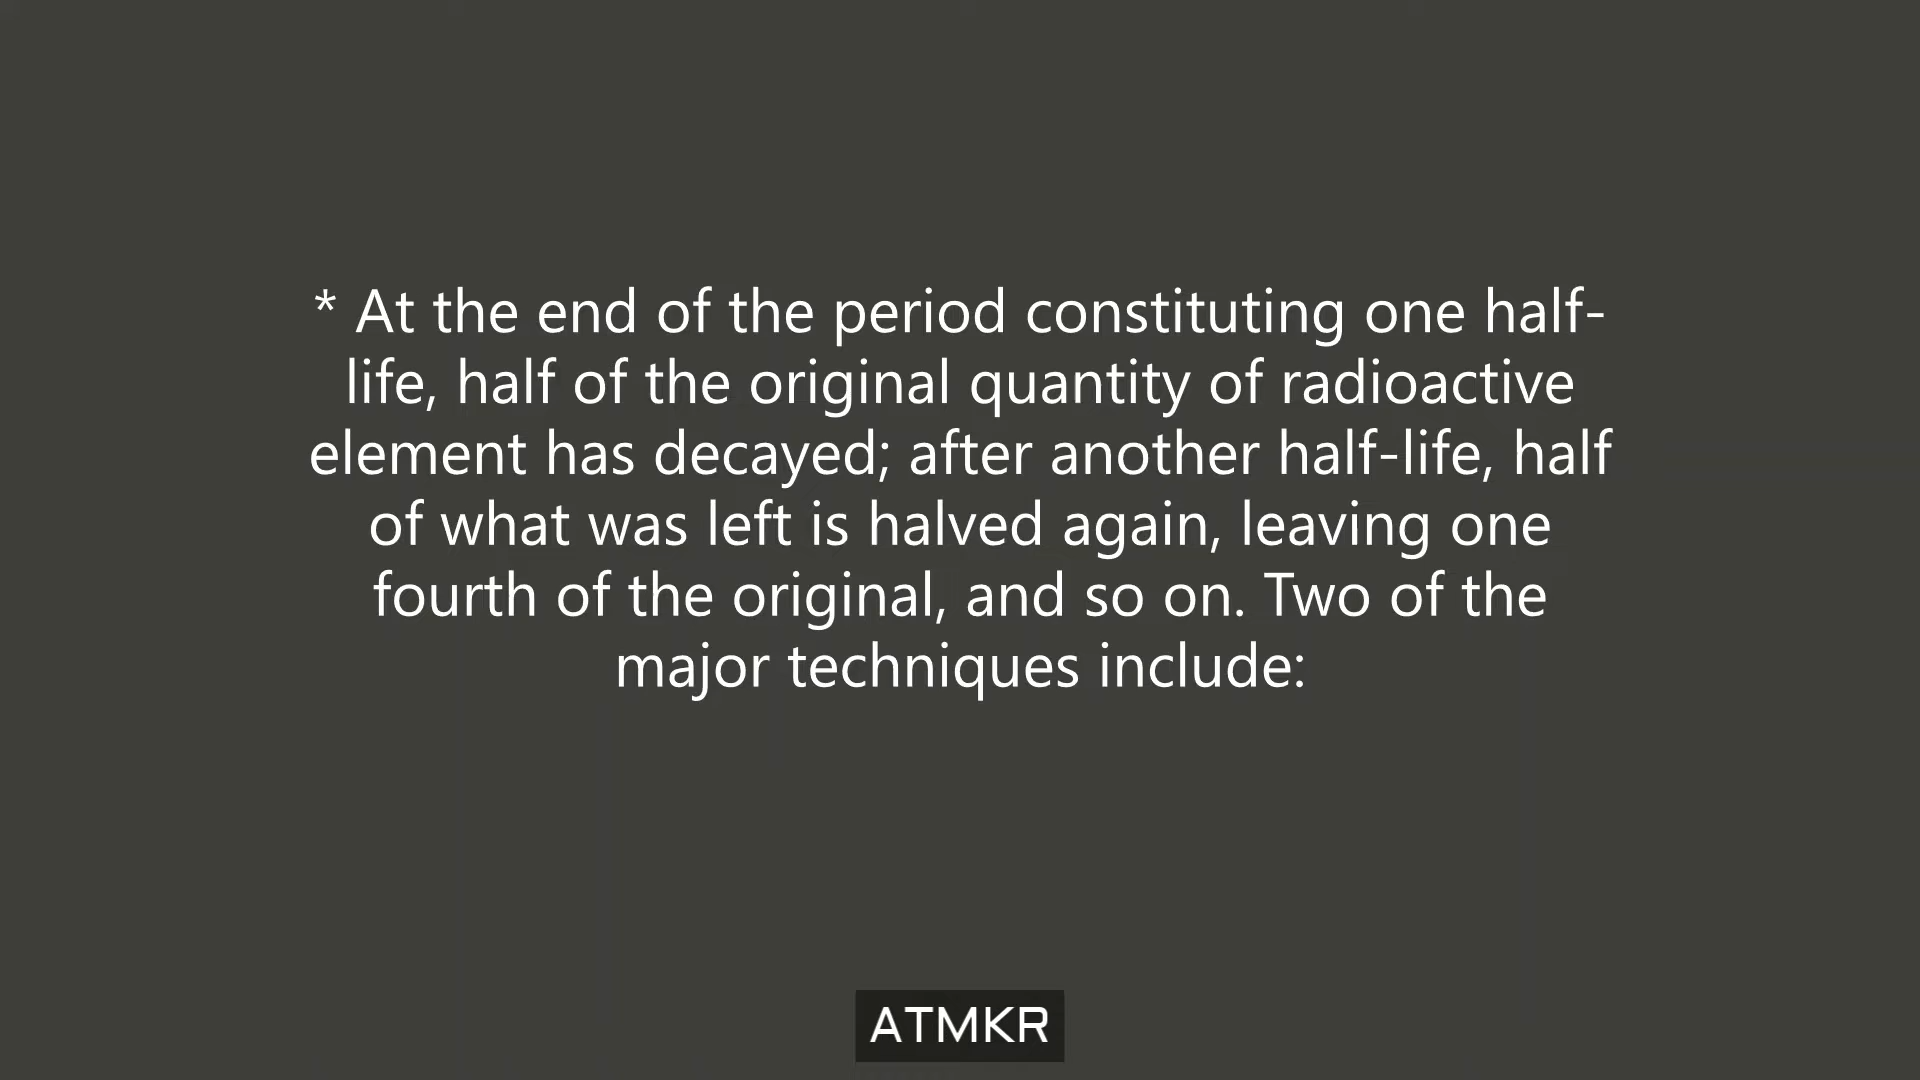 * At the end of the period constituting one half-
life, half of the original quantity of radioactive
element has decayed; after another half-life, half
of what was left is halved again, leaving one
fourth of the original, and so on. Two of the
major techniques include:
ATMKR